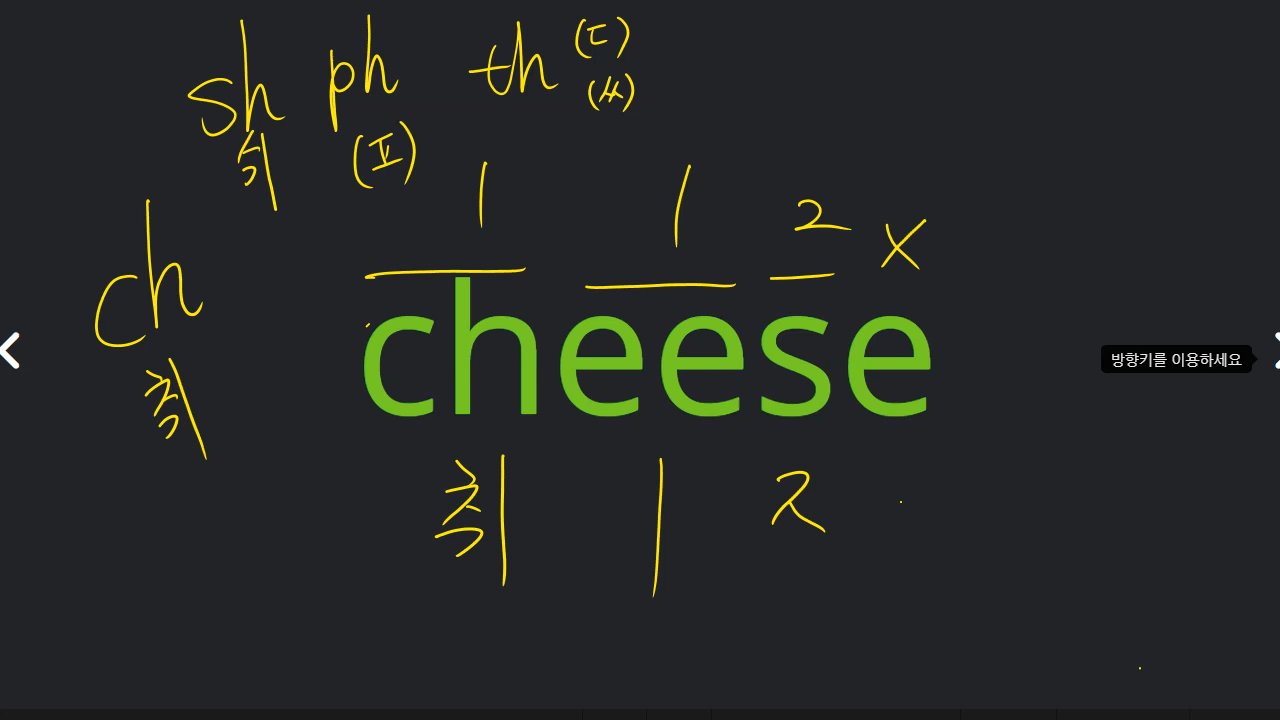 sh ph th (ㄷ)
(ㅆ)
쉬 (ㅍ)
1 1 2 X
ch
cheese
방향키를 이용하세요
취
취 ㅣ ㅈ